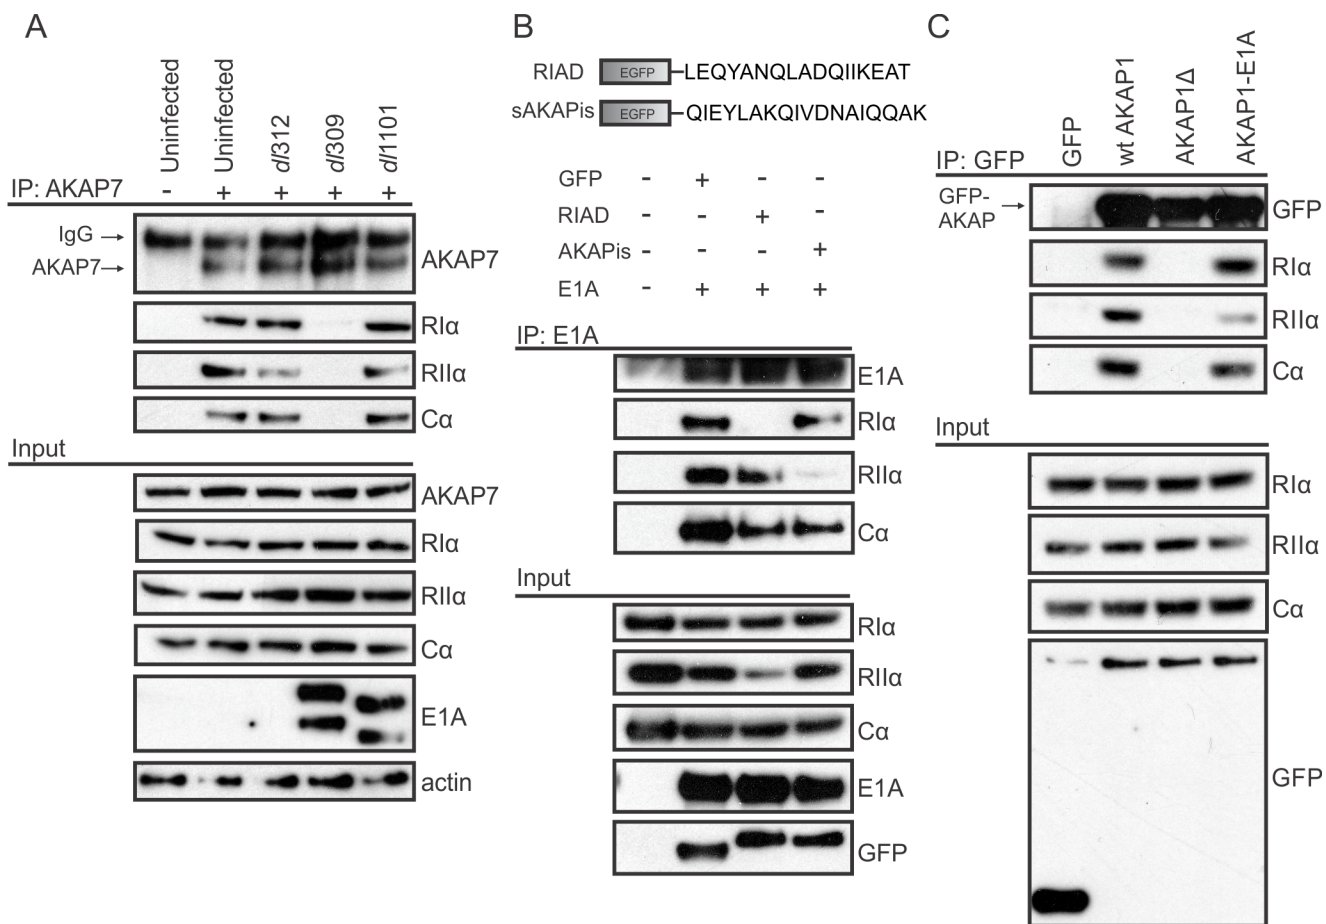 A
Uninfected
Uninfected
dl312
dl309
dl1101
IP: AKAP7
- + + + +
IgG
AKAP7
AKAP7
RIα
RIIα
Cα
Input
AKAP7
RIα
RIIα
Cα
E1A
actin
B
RIAD EGFP LEQYANQLADQIIKEAT
sAKAPis EGFP QIEYLAKQIVDNAIQQAK
GFP - + - -
RIAD - - + -
AKAPis - - - +
E1A - + + +
IP: E1A
E1A
RIα
RIIα
Cα
Input
RIα
RIIα
Cα
E1A
GFP
C
GFP
wt AKAP1
AKAP1Δ
AKAP1-E1A
IP: GFP
GFP-
AKAP
GFP
RIα
RIIα
Cα
Input
RIα
RIIα
Cα
GFP